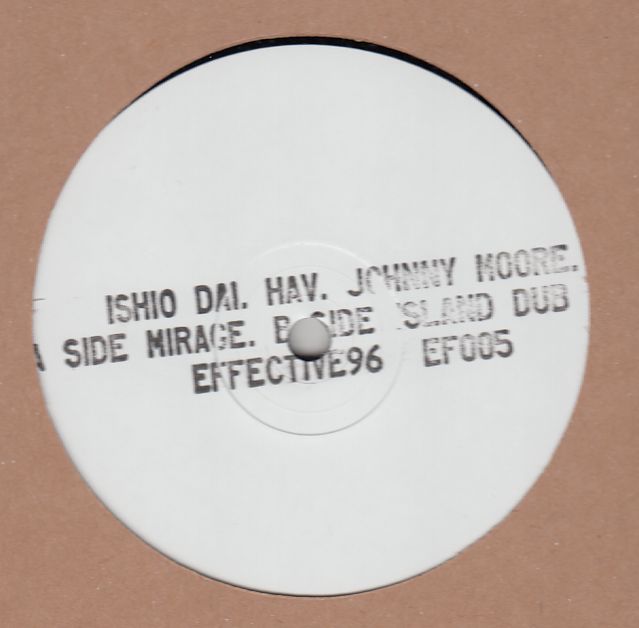 ISHIO DAI. HAV. JOHNNY MOORE.
A SIDE MIRAGE. B SIDE ISLAND DUB
EFFECTIVE96 EF005